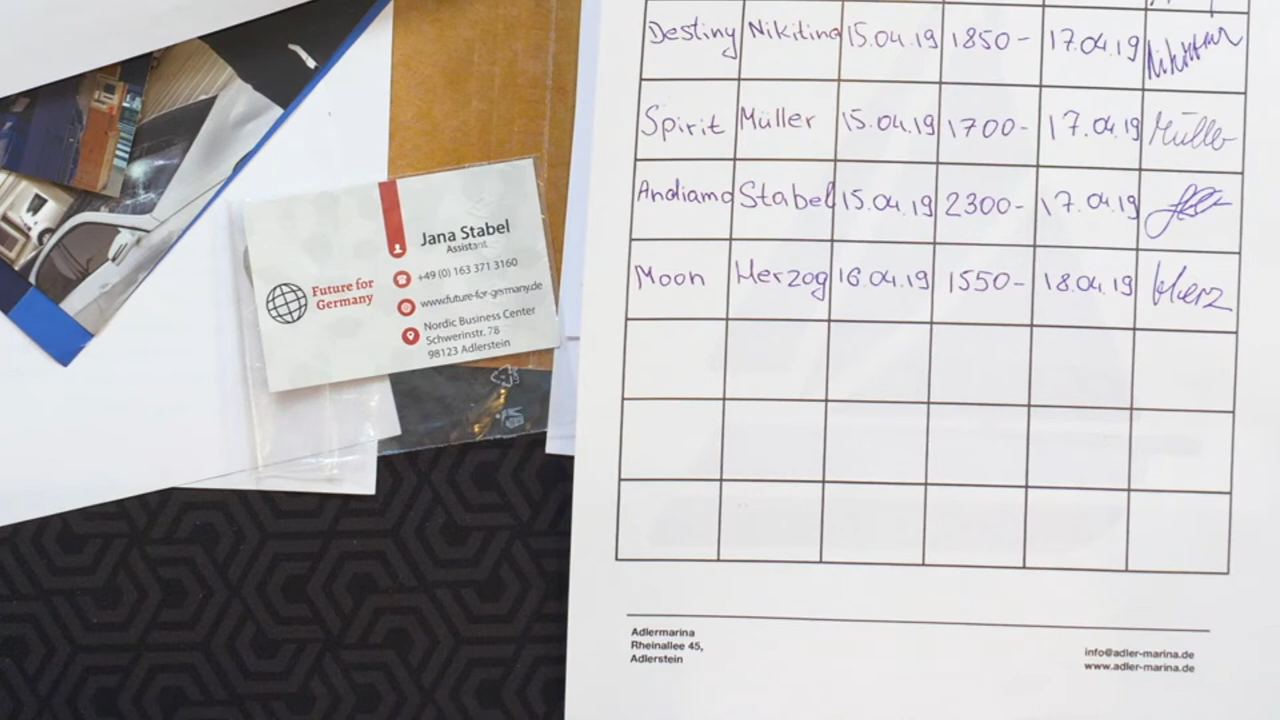 Jana Stabel
Assistant
+49 (0) 163 371 3160
Future for
Germany
www.future-for-germany.de
Nordic Business Center
Schwerinstr. 78
98123 Adlerstein
Destiny Nikitina 15.04.19 1850- 17.04.19
Spirit Müller 15.04.19 1700- 17.04.19 Müller
Andiamo Stabel 15.04.19 2300- 17.04.19
Moon Herzog 16.04.19 1550- 18.04.19 Herz
Adlermarina
Rheinallee 45,
Adlerstein
info@adler-marina.de
www.adler-marina.de